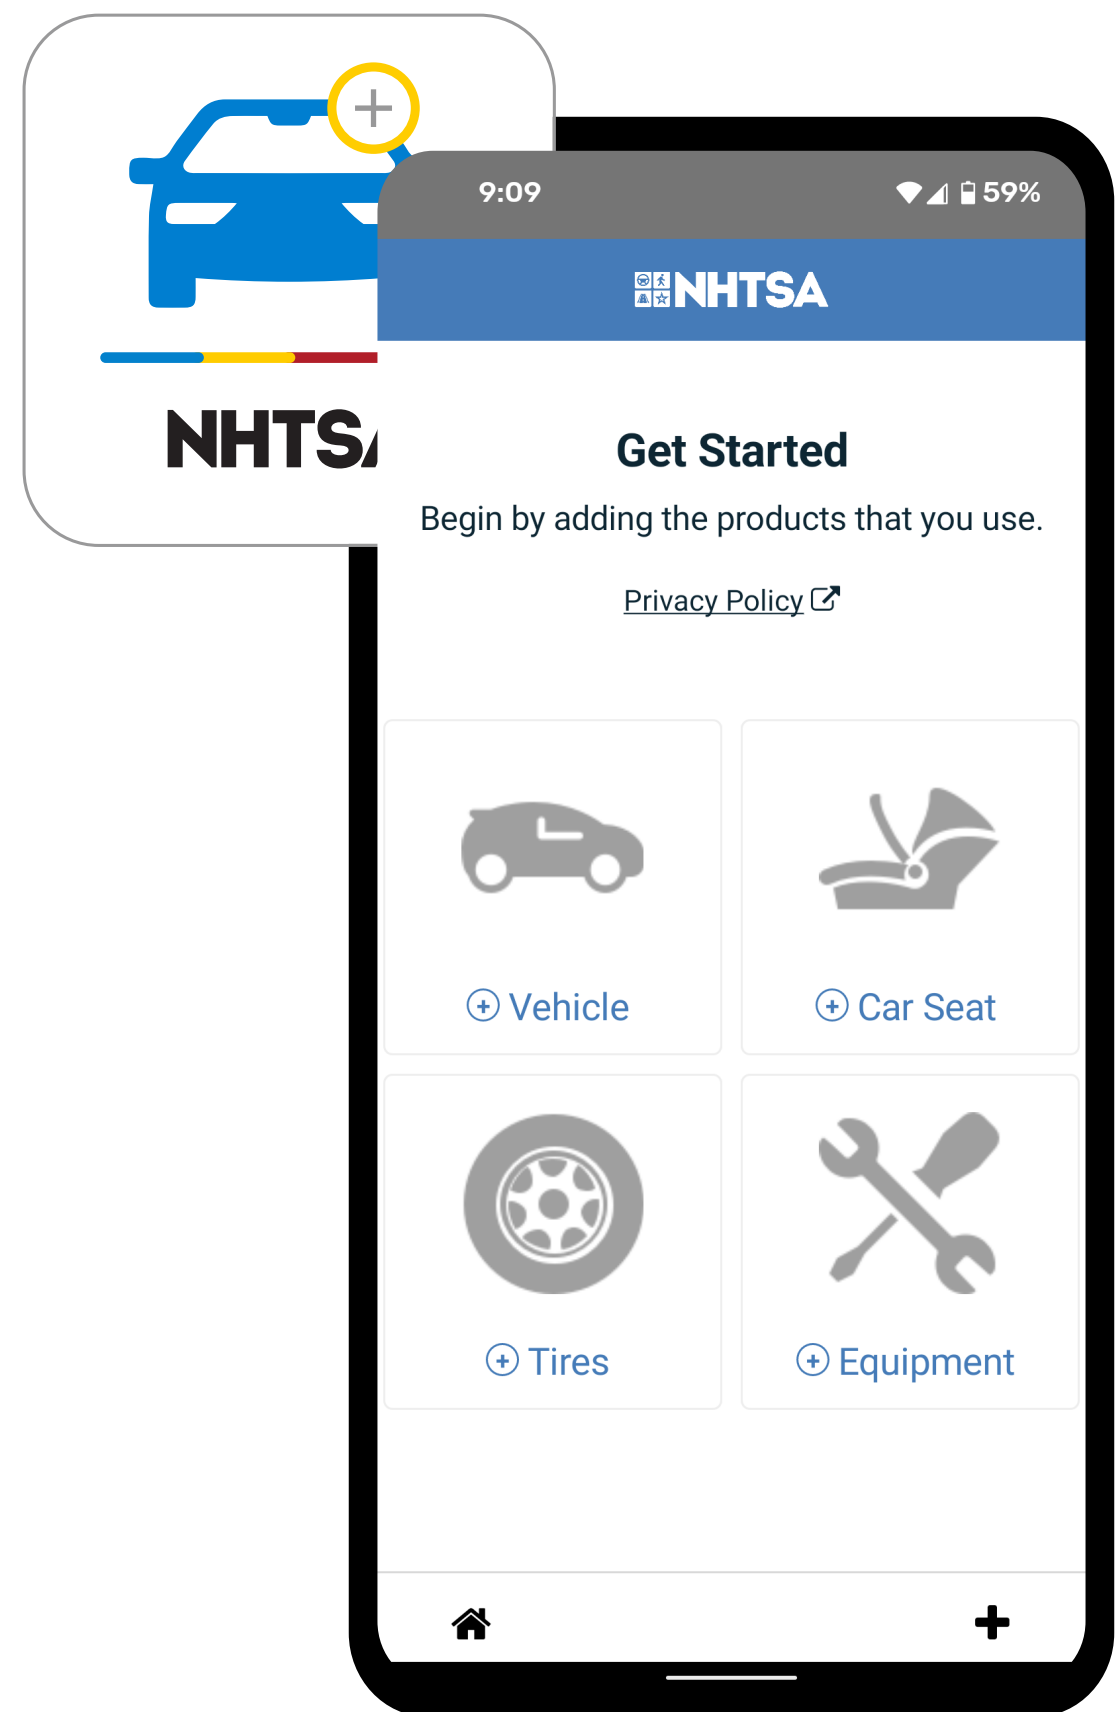 NHTSA
9:09 59%
NHTSA
Get Started
Begin by adding the products that you use.
Privacy Policy
Vehicle
Car Seat
Tires
Equipment